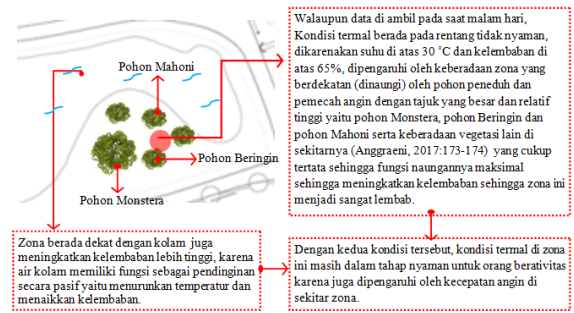 Pohon Mahoni
Pohon Beringin
Pohon Monstera
Walaupun data di ambil pada saat malam hari,
Kondisi termal berada pada rentang tidak nyaman,
dikarenakan suhu di atas 30 °C dan kelembaban di
atas 65%, dipengaruhi oleh keberadaan zona yang
berdekatan (dinaungi) oleh pohon peneduh dan
pemecah angin dengan tajuk yang besar dan relatif
tinggi yaitu pohon Monstera, pohon Beringin dan
pohon Mahoni serta keberadaan vegetasi lain di
sekitarnya (Anggraeni, 2017:173-174) yang cukup
tertata sehingga fungsi naungannya maksimal
sehingga meningkatkan kelembaban sehingga zona ini
menjadi sangat lembab.
Zona berada dekat dengan kolam juga
meningkatkan kelembaban lebih tinggi, karena
air kolam memiliki fungsi sebagai pendinginan
secara pasif yaitu menurunkan temperatur dan
menaikkan kelembaban.
Dengan kedua kondisi tersebut, kondisi termal di zona
ini masih dalam tahap nyaman untuk orang berativitas
karena juga dipengaruhi oleh kecepatan angin di
sekitar zona.